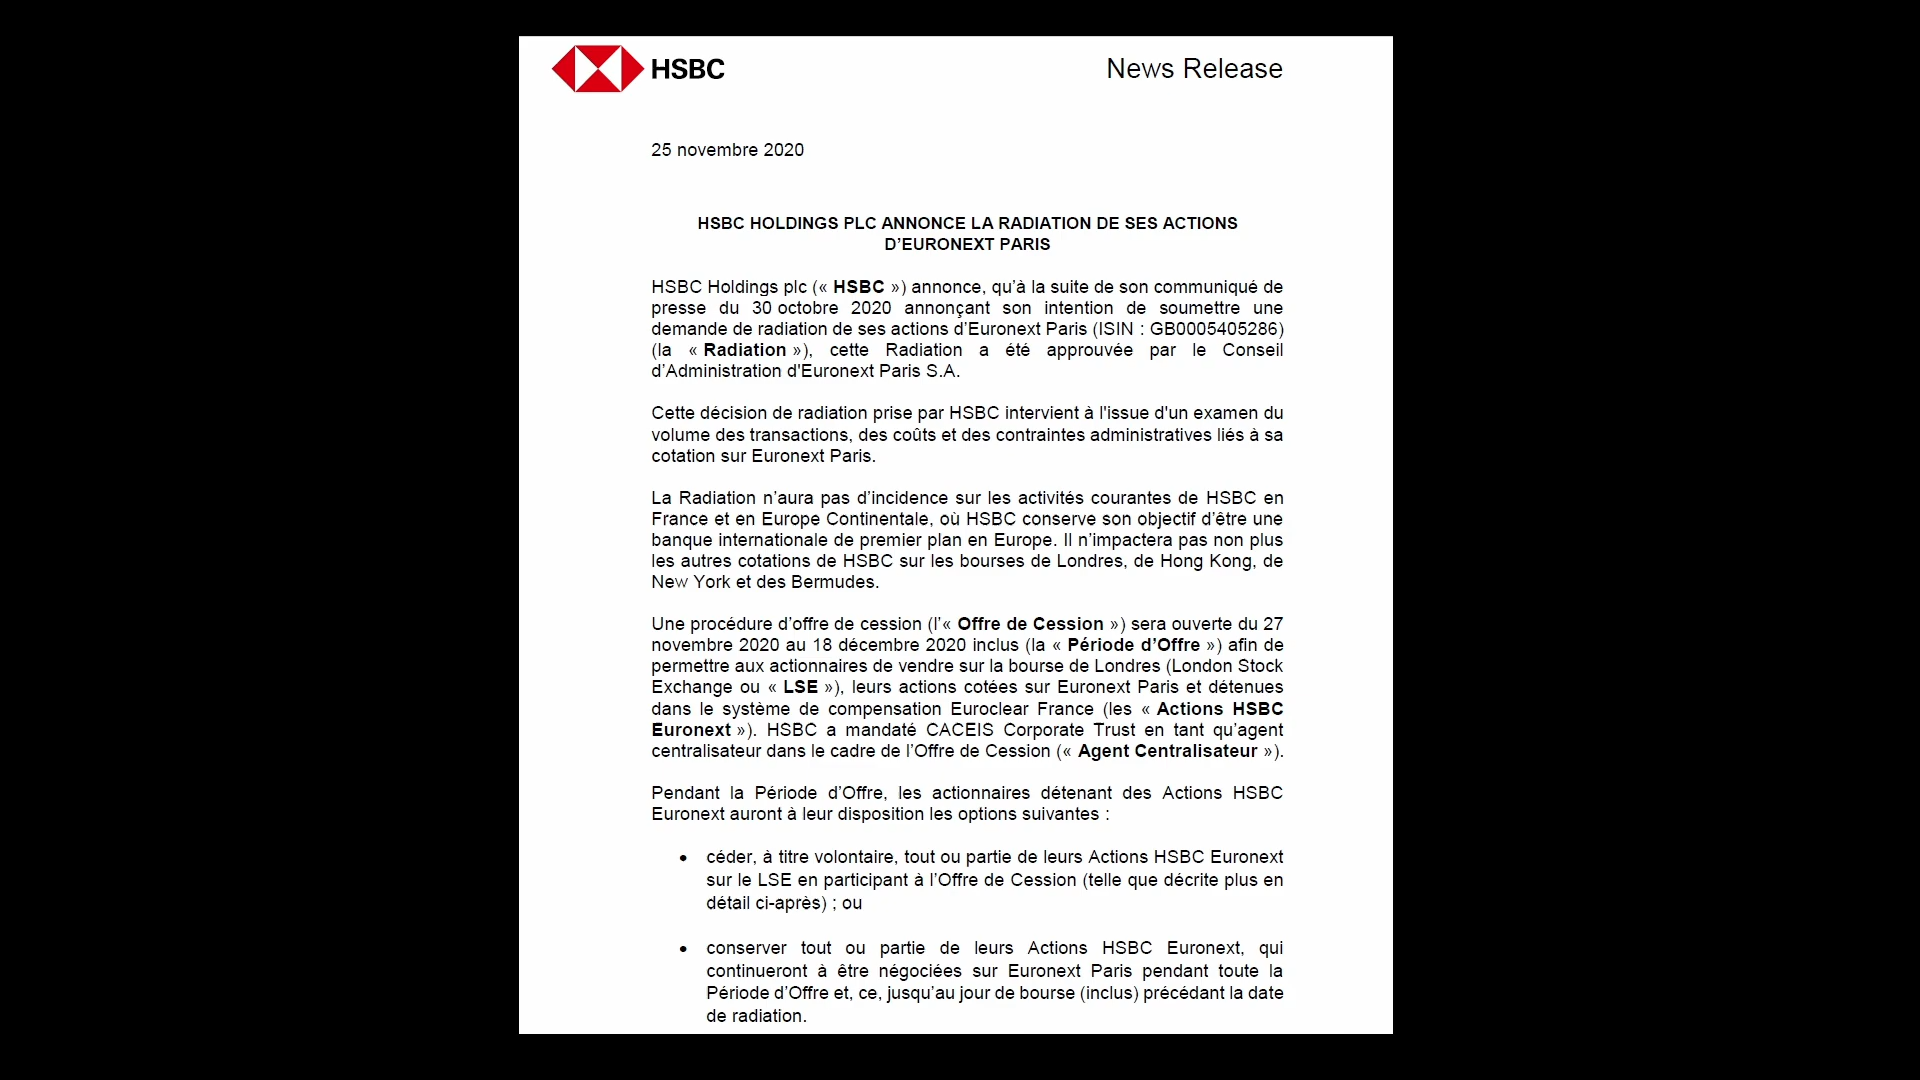 HSBC
News Release
25 novembre 2020
HSBC HOLDINGS PLC ANNONCE LA RADIATION DE SES ACTIONS
D’EURONEXT PARIS
HSBC Holdings plc (« HSBC ») annonce, qu’à la suite de son communiqué de
presse du 30 octobre 2020 annonçant son intention de soumettre une
demande de radiation de ses actions d’Euronext Paris (ISIN : GB0005405286)
(la « Radiation »), cette Radiation a été approuvée par le Conseil
d’Administration d'Euronext Paris S.A.
Cette décision de radiation prise par HSBC intervient à l'issue d'un examen du
volume des transactions, des coûts et des contraintes administratives liés à sa
cotation sur Euronext Paris.
La Radiation n’aura pas d’incidence sur les activités courantes de HSBC en
France et en Europe Continentale, où HSBC conserve son objectif d’être une
banque internationale de premier plan en Europe. Il n’impactera pas non plus
les autres cotations de HSBC sur les bourses de Londres, de Hong Kong, de
New York et des Bermudes.
Une procédure d’offre de cession (l’« Offre de Cession ») sera ouverte du 27
novembre 2020 au 18 décembre 2020 inclus (la « Période d’Offre ») afin de
permettre aux actionnaires de vendre sur la bourse de Londres (London Stock
Exchange ou « LSE »), leurs actions cotées sur Euronext Paris et détenues
dans le système de compensation Euroclear France (les « Actions HSBC
Euronext »). HSBC a mandaté CACEIS Corporate Trust en tant qu’agent
centralisateur dans le cadre de l’Offre de Cession (« Agent Centralisateur »).
Pendant la Période d’Offre, les actionnaires détenant des Actions HSBC
Euronext auront à leur disposition les options suivantes :
• céder, à titre volontaire, tout ou partie de leurs Actions HSBC Euronext
sur le LSE en participant à l’Offre de Cession (telle que décrite plus en
détail ci-après) ; ou
• conserver tout ou partie de leurs Actions HSBC Euronext, qui
continueront à être négociées sur Euronext Paris pendant toute la
Période d’Offre et, ce, jusqu’au jour de bourse (inclus) précédant la date
de radiation.